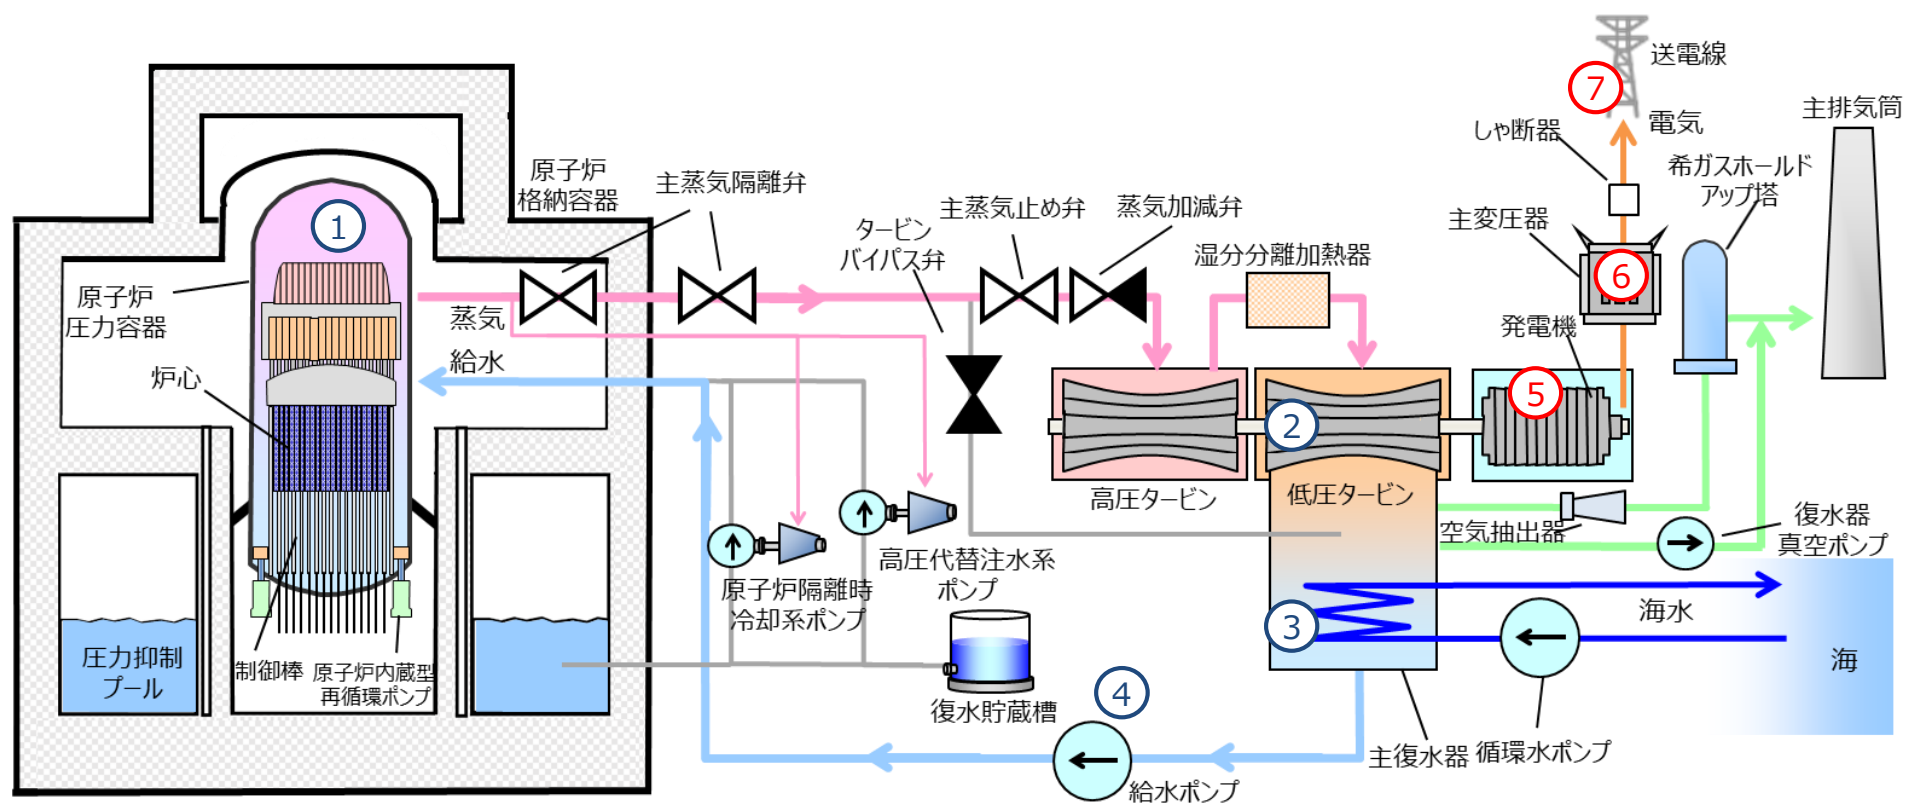 送電線
7
電気
しゃ断器
主排気筒
希ガスホールド
アップ塔
原子炉
格納容器
主蒸気隔離弁
1
タービン
バイパス弁
主蒸気止め弁
蒸気加減弁
湿分分離加熱器
主変圧器
6
原子炉
圧力容器
蒸気
給水
発電機
炉心
5
2
高圧タービン
低圧タービン
空気抽出器
復水器
真空ポンプ
高圧代替注水系
ポンプ
原子炉隔離時
冷却系ポンプ
3
海水
海
圧力抑制
プール
制御棒
原子炉内蔵型
再循環ポンプ
4
復水貯蔵槽
主復水器
循環水ポンプ
給水ポンプ